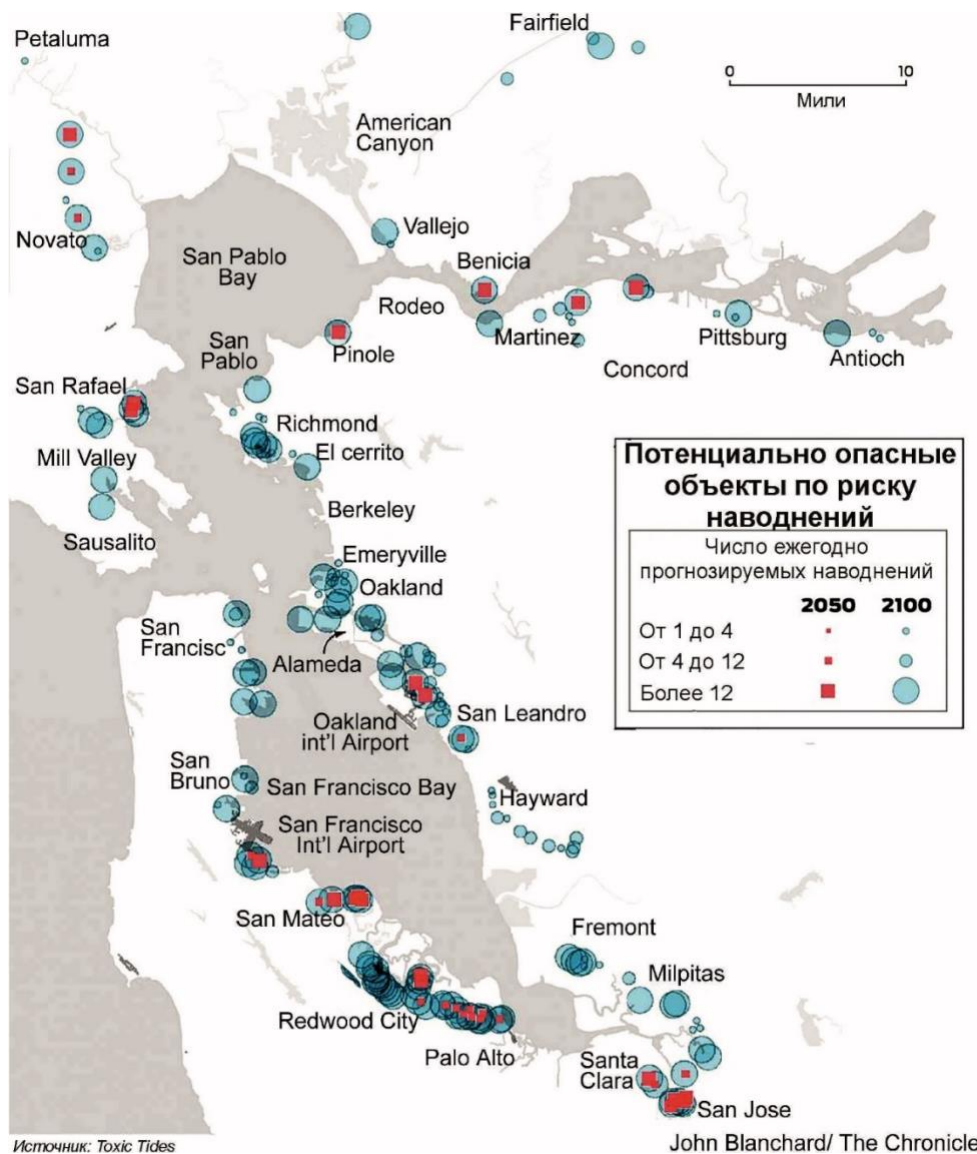 Petaluma
Fairfield
0 10
Мили
American
Canyon
Vallejo
Novato
San Pablo
Bay
Benicia
Rodeo
San
Pablo
Pinole
Martinez
Pittsburg
Antioch
Concord
San Rafael
Richmond
El cerrito
Mill Valley
Berkeley
Sausalito
Emeryville
Oakland
San
Francisc
Alameda
Oakland
int'l Airport
San Leandro
San
Bruno
San Francisco Bay
Hayward
San Francisco
Int'l Airport
San Mateo
Fremont
Milpitas
Redwood City
Palo Alto
Santa
Clara
San Jose
Потенциально опасные
объекты по риску
наводнений
Число ежегодно
прогнозируемых наводнений
2050 2100
От 1 до 4
От 4 до 12
Более 12
Источник: Toxic Tides
John Blanchard/ The Chronicle